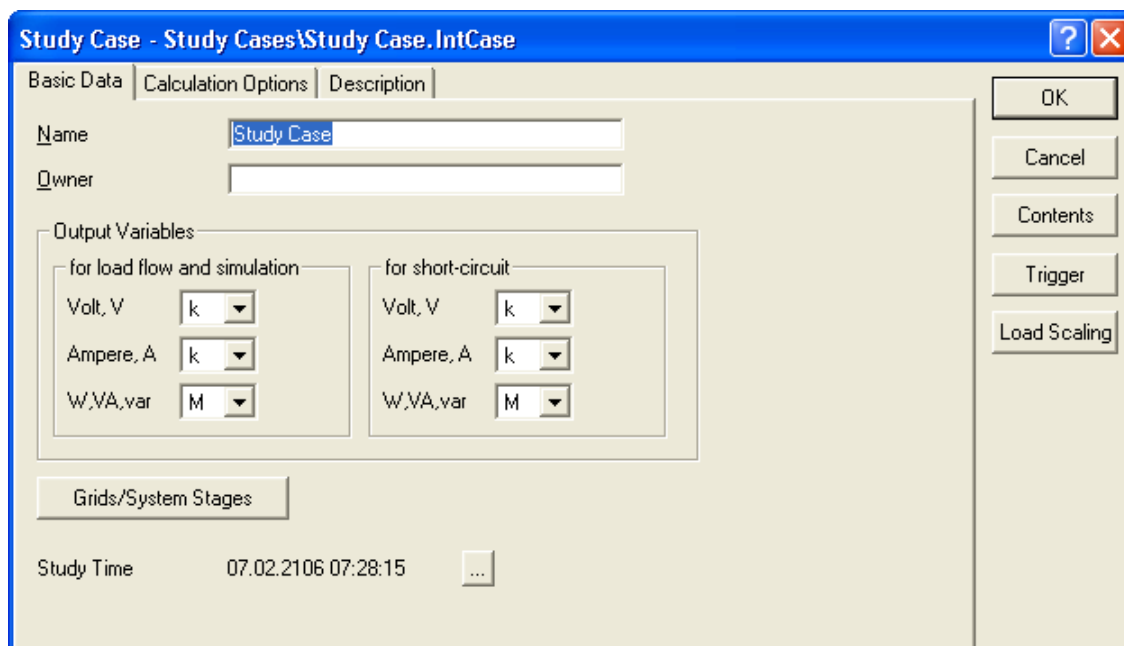 Study Case - Study Cases\Study Case.IntCase
Basic Data Calculation Options Description
OK
Name Study Case
Cancel
Owner
Contents
Output Variables
for load flow and simulation for short-circuit
Trigger
Volt, V k Volt, V k
Load Scaling
Ampere, A k Ampere, A k
W,VA,var M W,VA,var M
Grids/System Stages
Study Time 07.02.2106 07:28:15 ...